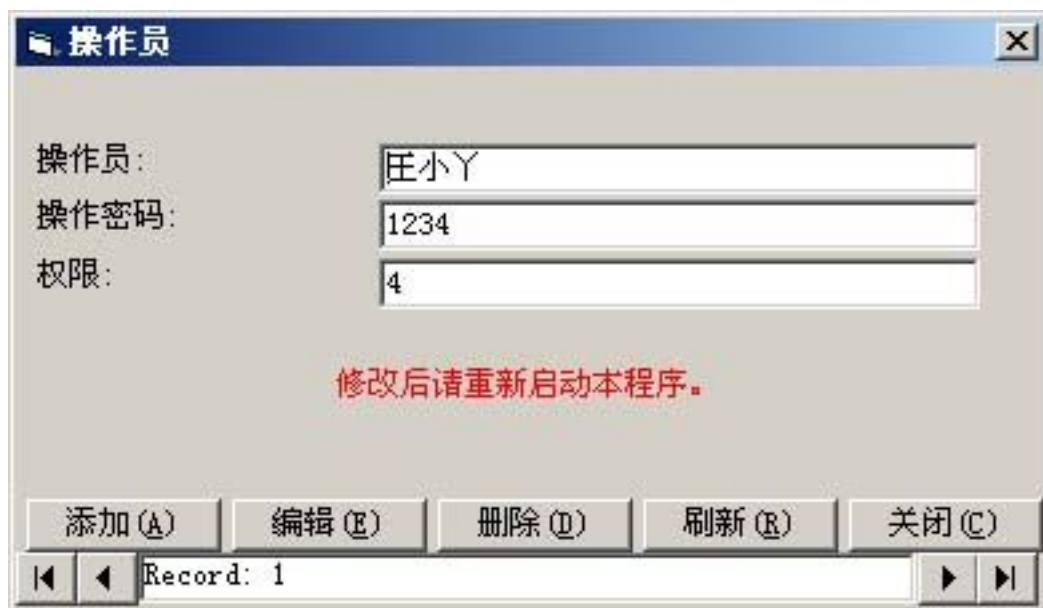 操作员
操作员: 王小丫
操作密码: 1234
权限: 4
修改后请重新启动本程序。
添加(A) 编辑(E) 删除(D) 刷新(R) 关闭(C)
Record: 1